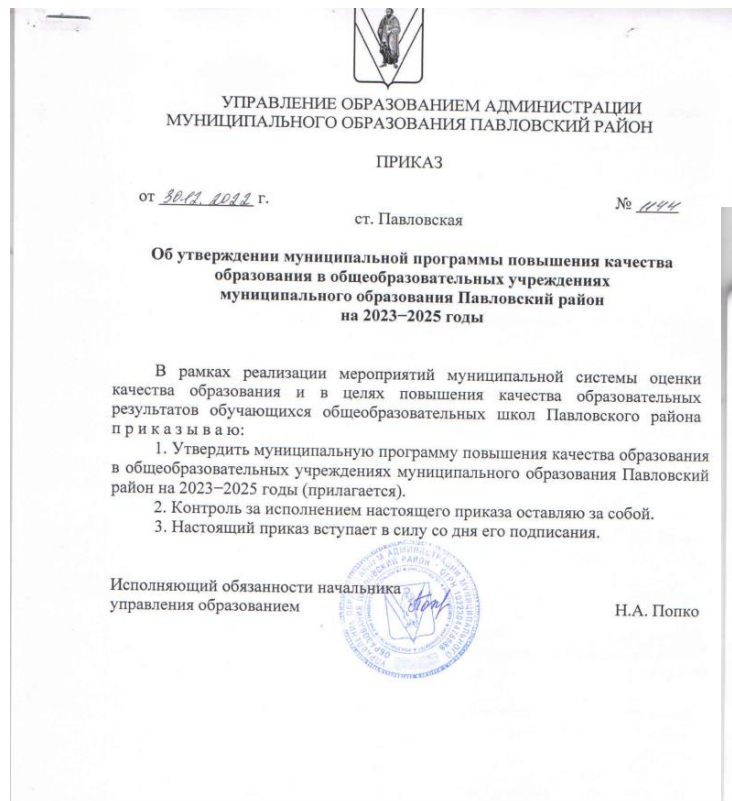 УПРАВЛЕНИЕ ОБРАЗОВАНИЕМ АДМИНИСТРАЦИИ
МУНИЦИПАЛЬНОГО ОБРАЗОВАНИЯ ПАВЛОВСКИЙ РАЙОН
ПРИКАЗ
от 30.12.2022 г. № 1144
ст. Павловская
Об утверждении муниципальной программы повышения качества
образования в общеобразовательных учреждениях
муниципального образования Павловский район
на 2023–2025 годы
В рамках реализации мероприятий муниципальной системы оценки
качества образования и в целях повышения качества образовательных
результатов обучающихся общеобразовательных школ Павловского района
п р и к а з ы в а ю:
1. Утвердить муниципальную программу повышения качества образования
в общеобразовательных учреждениях муниципального образования Павловский
район на 2023–2025 годы (прилагается).
2. Контроль за исполнением настоящего приказа оставляю за собой.
3. Настоящий приказ вступает в силу со дня его подписания.
Исполняющий обязанности начальника
управления образованием Н.А. Попко